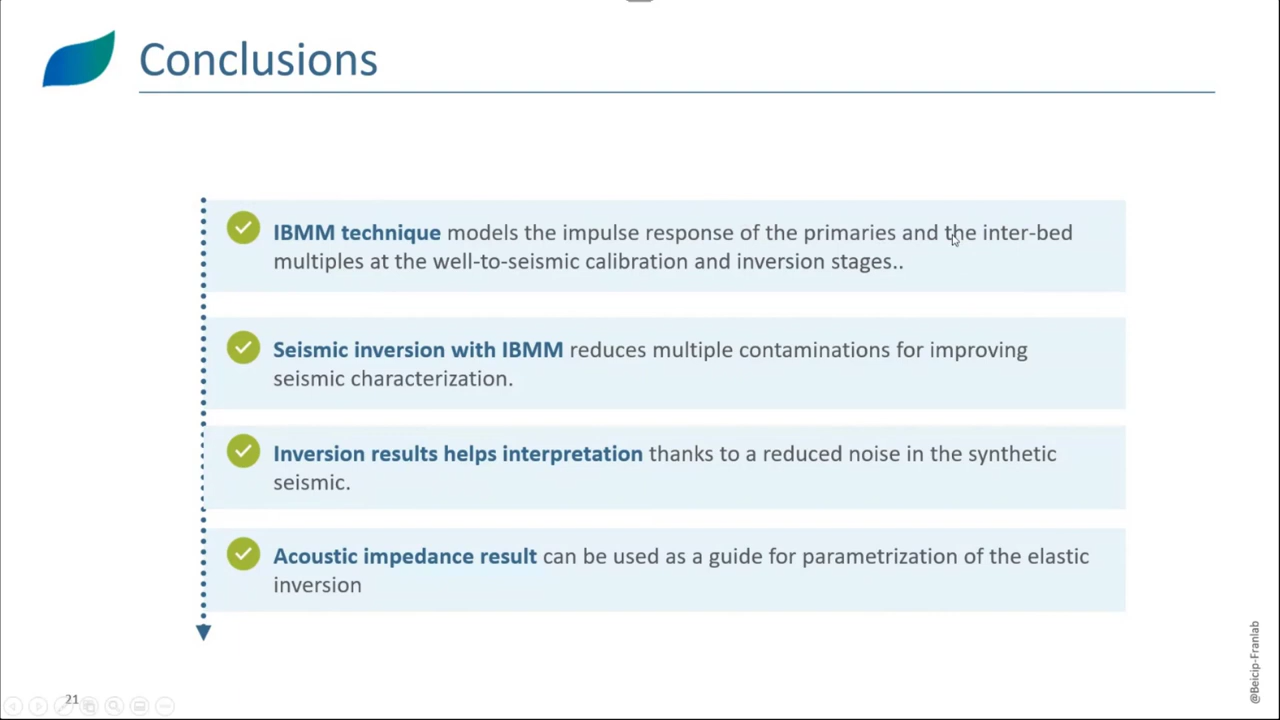 Conclusions
IBMM technique models the impulse response of the primaries and the inter-bed
multiples at the well-to-seismic calibration and inversion stages..
Seismic inversion with IBMM reduces multiple contaminations for improving
seismic characterization.
Inversion results helps interpretation thanks to a reduced noise in the synthetic
seismic.
Acoustic impedance result can be used as a guide for parametrization of the elastic
inversion
21
@Beicip-Franlab